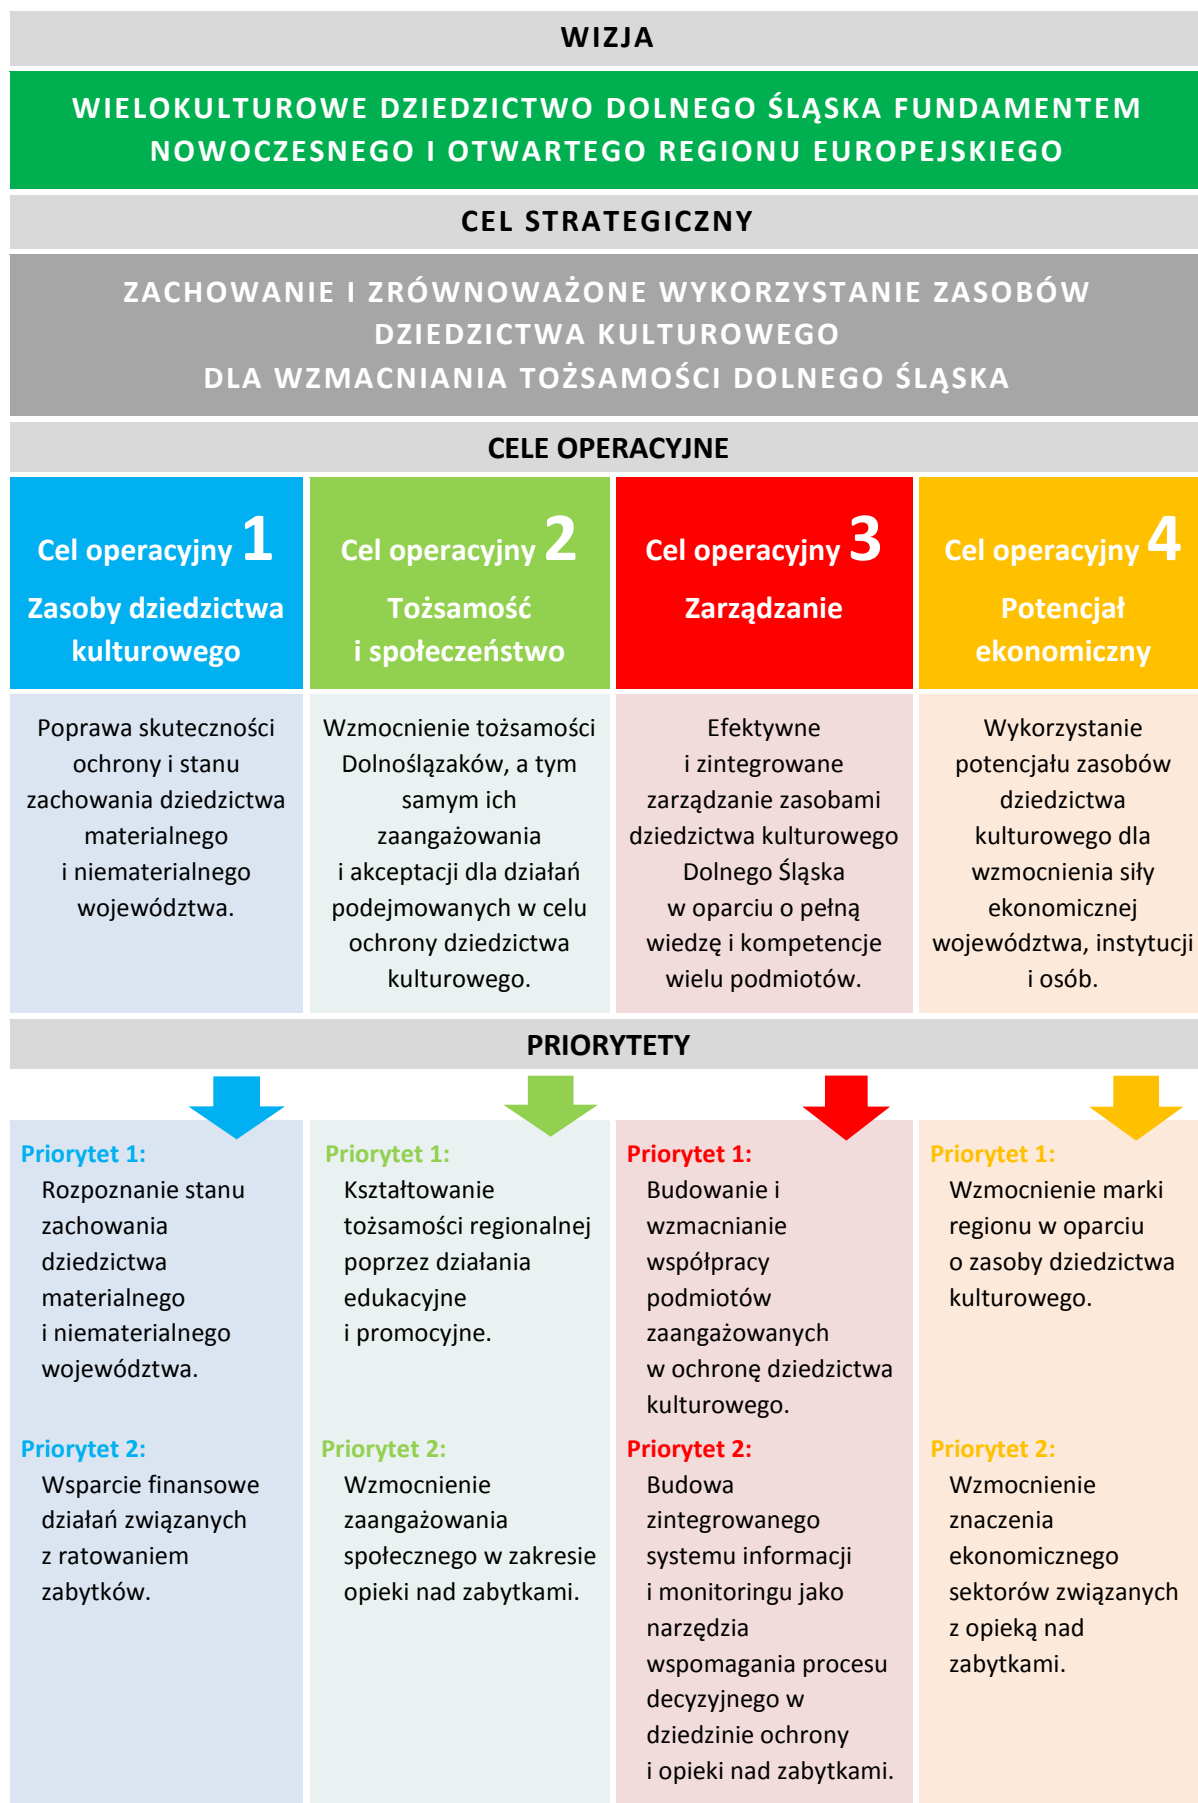 WIZJA
WIELOKULTUROWE DZIEDZICTWO DOLNEGO ŚLĄSKA FUNDAMENTEM
NOWOCZESNEGO I OTWARTEGO REGIONU EUROPEJSKIEGO
CEL STRATEGICZNY
ZACHOWANIE I ZRÓWNOWAŻONE WYKORZYSTANIE ZASOBÓW
DZIEDZICTWA KULTUROWEGO
DLA WZMACNIANIA TOŻSAMOŚCI DOLNEGO ŚLĄSKA
CELE OPERACYJNE
Cel operacyjny 1
Zasoby dziedzictwa
kulturowego
Cel operacyjny 2
Tożsamość
i społeczeństwo
Cel operacyjny 3
Zarządzanie
Cel operacyjny 4
Potencjał
ekonomiczny
Poprawa skuteczności
ochrony i stanu
zachowania dziedzictwa
materialnego
i niematerialnego
województwa.
Wzmocnienie tożsamości
Dolnoślązaków, a tym
samym ich
zaangażowania
i akceptacji dla działań
podejmowanych w celu
ochrony dziedzictwa
kulturowego.
Efektywne
i zintegrowane
zarządzanie zasobami
dziedzictwa kulturowego
Dolnego Śląska
w oparciu o pełną
wiedzę i kompetencje
wielu podmiotów.
Wykorzystanie
potencjału zasobów
dziedzictwa
kulturowego dla
wzmocnienia siły
ekonomicznej
województwa, instytucji
i osób.
PRIORYTETY
Priorytet 1:
Rozpoznanie stanu
zachowania
dziedzictwa
materialnego
i niematerialnego
województwa.
Priorytet 2:
Wsparcie finansowe
działań związanych
z ratowaniem
zabytków.
Priorytet 1:
Kształtowanie
tożsamości regionalnej
poprzez działania
edukacyjne
i promocyjne.
Priorytet 2:
Wzmocnienie
zaangażowania
społecznego w zakresie
opieki nad zabytkami.
Priorytet 1:
Budowanie i
wzmacnianie
współpracy
podmiotów
zaangażowanych
w ochronę dziedzictwa
kulturowego.
Priorytet 2:
Budowa
zintegrowanego
systemu informacji
i monitoringu jako
narzędzia
wspomagania procesu
decyzyjnego w
dziedzinie ochrony
i opieki nad zabytkami.
Priorytet 1:
Wzmocnienie marki
regionu w oparciu
o zasoby dziedzictwa
kulturowego.
Priorytet 2:
Wzmocnienie
znaczenia
ekonomicznego
sektorów związanych
z opieką nad
zabytkami.